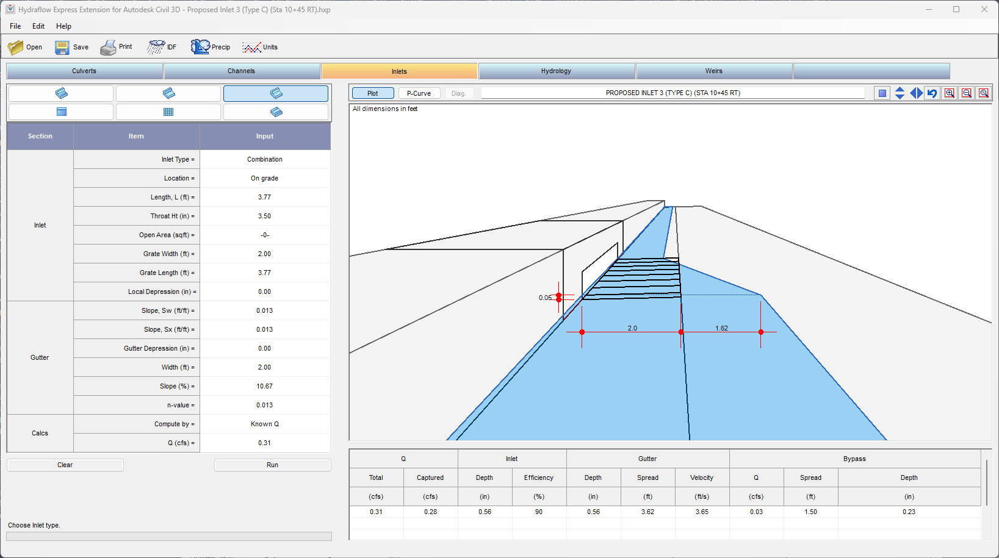 Hydraflow Express Extension for Autodesk Civil 3D - Proposed Inlet 3 (Type C) (Sta 10+45 RT).hxp
File Edit Help
Open Save Print IDF Precip Units
Culverts Channels Inlets Hydrology Weirs
Plot P-Curve Diag. PROPOSED INLET 3 (TYPE C) (STA 10+45 RT)
All dimensions in feet
Section Item Input
Inlet
Inlet Type = Combination
Location = On grade
Length, L (ft) = 3.77
Throat Ht (in) = 3.50
Open Area (sqft) = -0-
Grate Width (ft) = 2.00
Grate Length (ft) = 3.77
Local Depression (in) = 0.00
Gutter
Slope, Sw (ft/ft) = 0.013
Slope, Sx (ft/ft) = 0.013
Gutter Depression (in) = 0.00
Width (ft) = 2.00
Slope (%) = 10.67
n-value = 0.013
Calcs
Compute by = Known Q
Q (cfs) = 0.31
Clear Run
Choose Inlet type.
0.05
2.0 1.62
Q Inlet Gutter Bypass
Total Captured Depth Efficiency Depth Spread Velocity Q Spread Depth
(cfs) (cfs) (in) (%) (in) (ft) (ft/s) (cfs) (ft) (in)
0.31 0.28 0.56 90 0.56 3.62 3.65 0.03 1.50 0.23